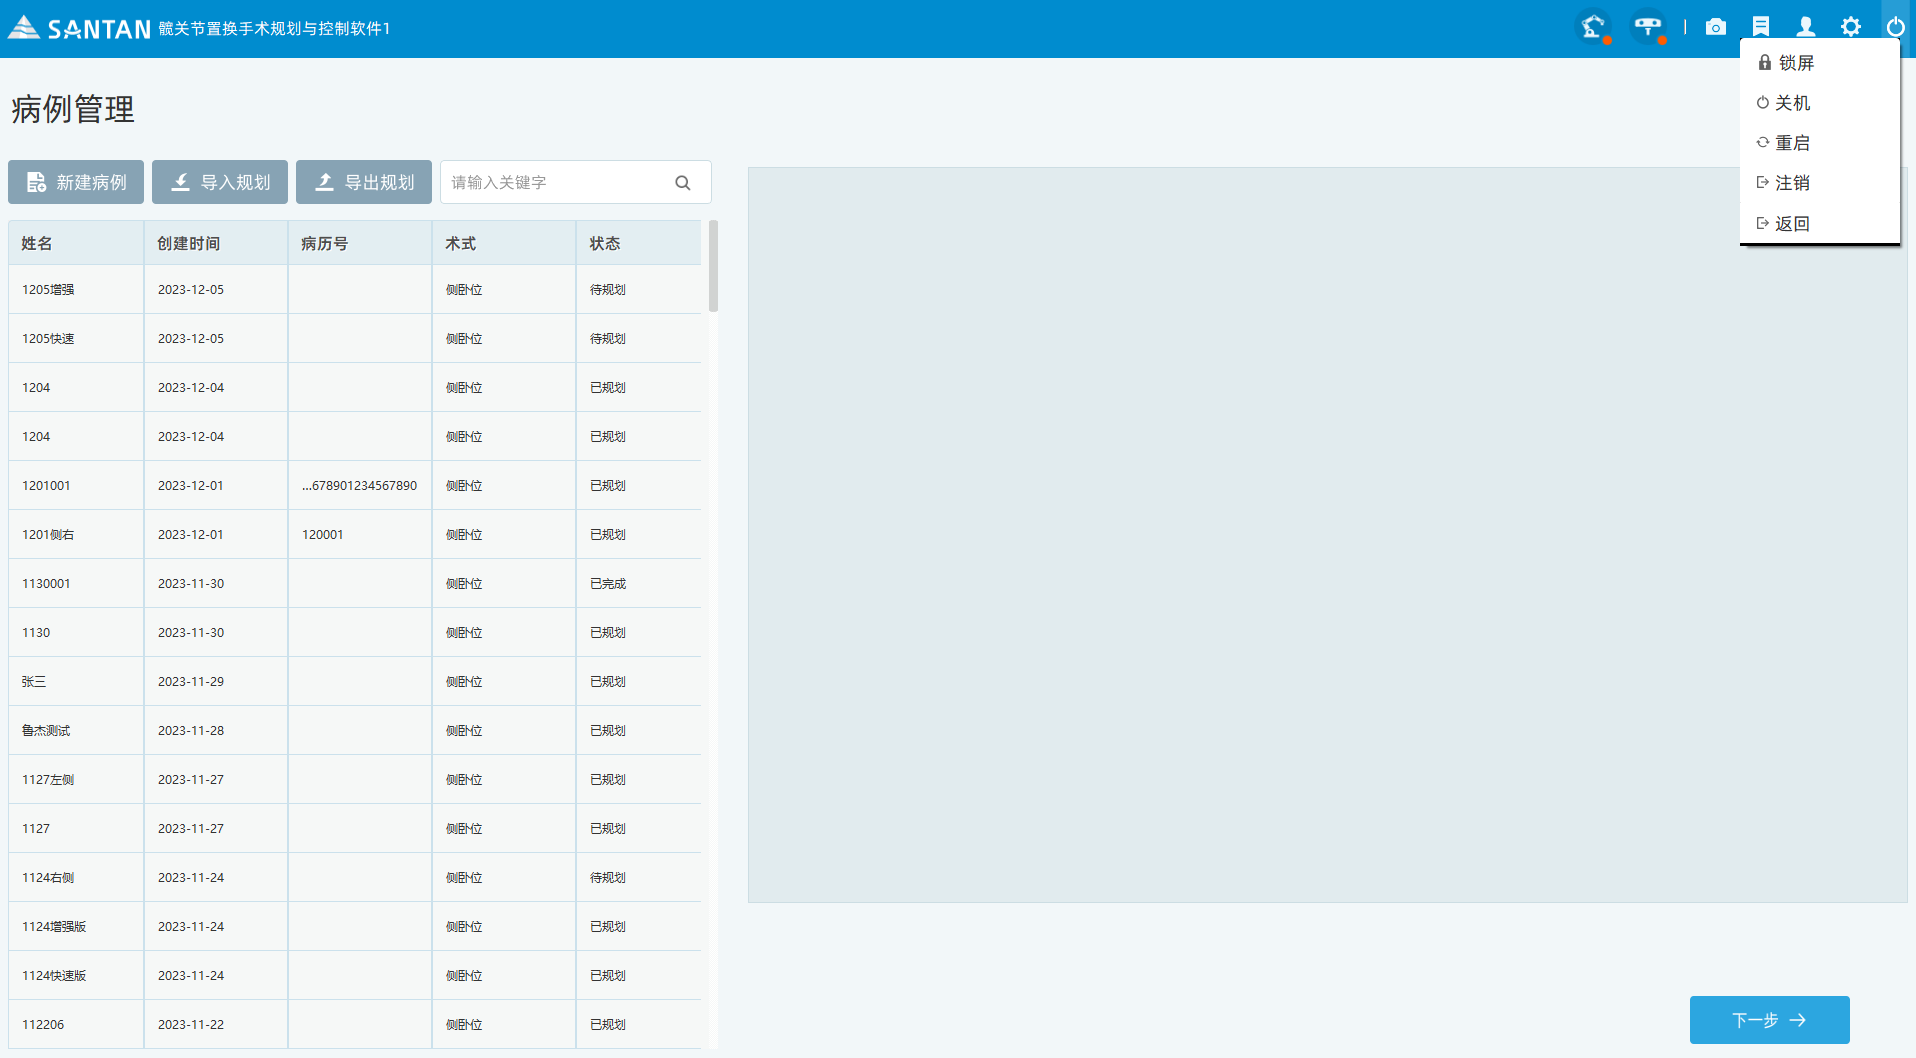 SANTAN 髋关节置换手术规划与控制软件1
锁屏
关机
重启
注销
返回
病例管理
新建病例 导入规划 导出规划 请输入关键字
姓名 创建时间 病历号 术式 状态
1205增强 2023-12-05 侧卧位 待规划
1205快速 2023-12-05 侧卧位 待规划
1204 2023-12-04 侧卧位 已规划
1204 2023-12-04 侧卧位 已规划
1201001 2023-12-01 ...678901234567890 侧卧位 已规划
1201侧右 2023-12-01 120001 侧卧位 已规划
1130001 2023-11-30 侧卧位 已完成
1130 2023-11-30 侧卧位 已规划
张三 2023-11-29 侧卧位 已规划
鲁杰测试 2023-11-28 侧卧位 已规划
1127左侧 2023-11-27 侧卧位 已规划
1127 2023-11-27 侧卧位 已规划
1124右侧 2023-11-24 侧卧位 待规划
1124增强版 2023-11-24 侧卧位 已规划
1124快速版 2023-11-24 侧卧位 已规划
112206 2023-11-22 侧卧位 已规划
下一步